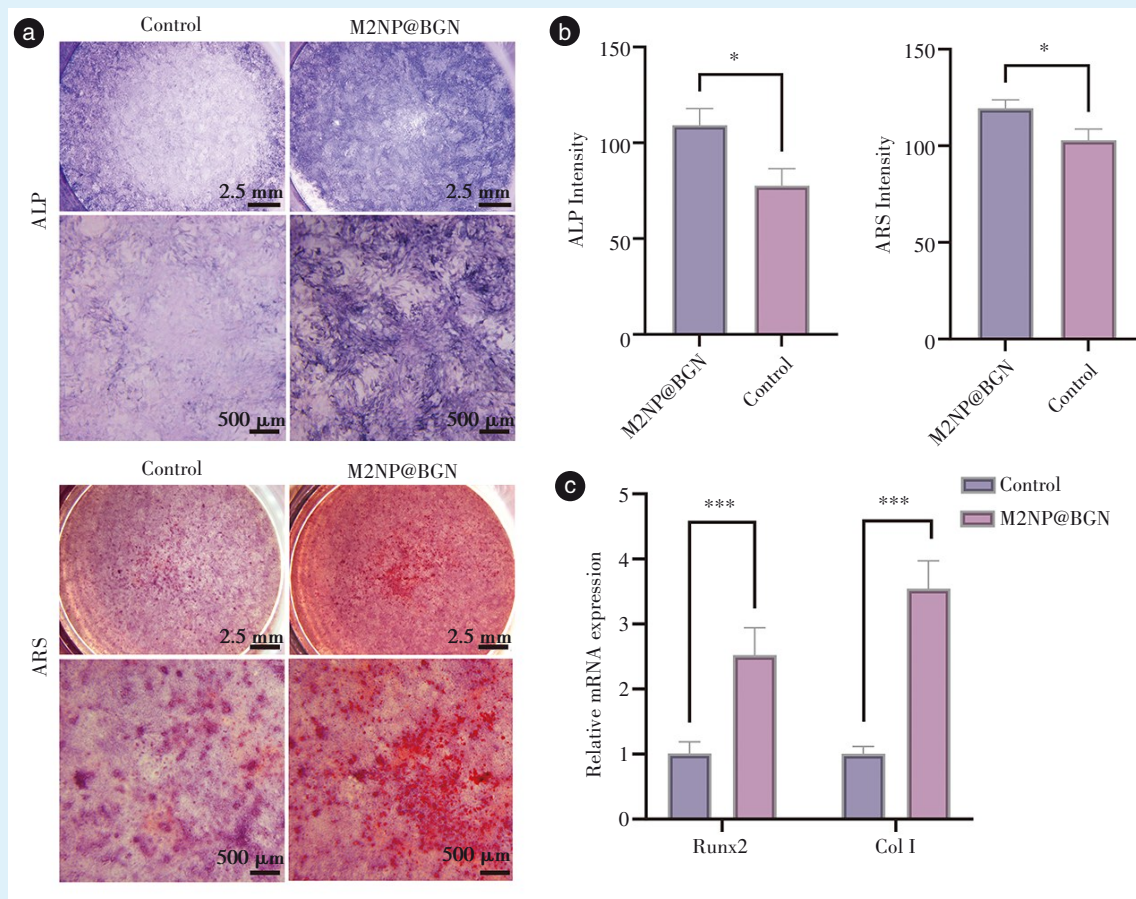 a
Control
M2NP@BGN
ALP
2.5 mm
2.5 mm
500 μm
500 μm
Control
M2NP@BGN
ARS
2.5 mm
2.5 mm
500 μm
500 μm
b
150
100
50
0
ALP Intensity
*
M2NP@BGN
Control
150
100
50
0
ARS Intensity
*
M2NP@BGN
Control
c
5
4
3
2
1
0
Relative mRNA expression
***
***
Runx2
Col I
Control
M2NP@BGN